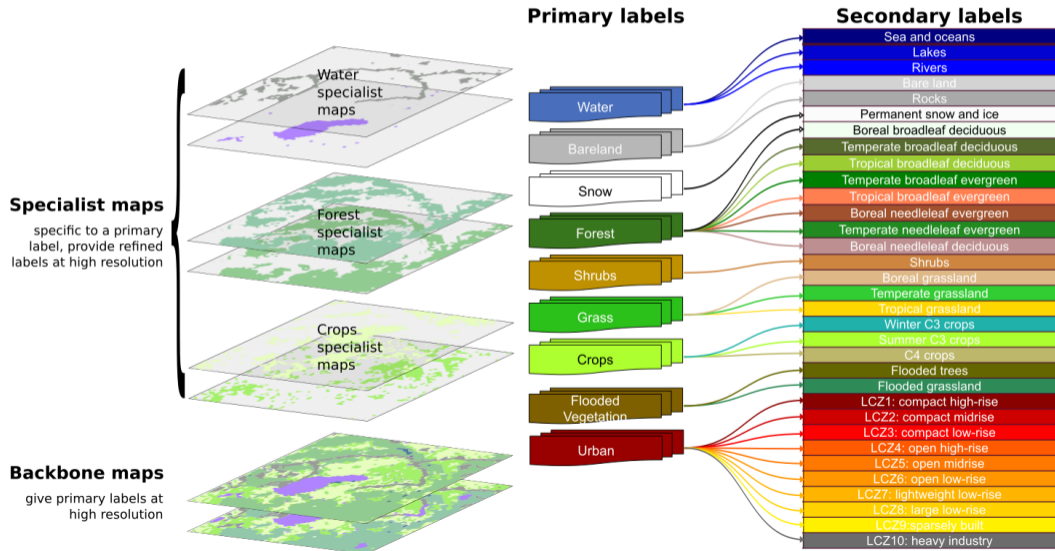 Primary labels
Secondary labels
Water
specialist
maps
Forest
specialist
maps
Crops
specialist
maps
Specialist maps
specific to a primary
label, provide refined
labels at high resolution
Backbone maps
give primary labels at
high resolution
Water
Bareland
Snow
Forest
Shrubs
Grass
Crops
Flooded
Vegetation
Urban
Sea and oceans
Lakes
Rivers
Bare land
Rocks
Permanent snow and ice
Boreal broadleaf deciduous
Temperate broadleaf deciduous
Tropical broadleaf deciduous
Temperate broadleaf evergreen
Tropical broadleaf evergreen
Boreal needleleaf evergreen
Temperate needleleaf evergreen
Boreal needleleaf deciduous
Shrubs
Boreal grassland
Temperate grassland
Tropical grassland
Winter C3 crops
Summer C3 crops
C4 crops
Flooded trees
Flooded grassland
LCZ1: compact high-rise
LCZ2: compact midrise
LCZ3: compact low-rise
LCZ4: open high-rise
LCZ5: open midrise
LCZ6: open low-rise
LCZ7: lightweight low-rise
LCZ8: large low-rise
LCZ9:sparsely built
LCZ10: heavy industry